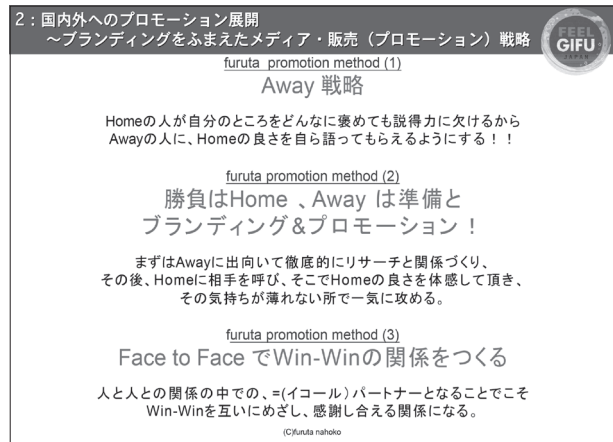 2：国内外へのプロモーション展開
～ブランディングをふまえたメディア・販売（プロモーション）戦略
FEEL
GIFU
JAPAN
furuta promotion method (1)
Away 戦略
Homeの人が自分のところをどんなに褒めても説得力に欠けるから
Awayの人に、Homeの良さを自ら語ってもらえるようにする！！
furuta promotion method (2)
勝負はHome 、Away は準備と
ブランディング&プロモーション！
まずはAwayに出向いて徹底的にリサーチと関係づくり、
その後、Homeに相手を呼び、そこでHomeの良さを体感して頂き、
その気持ちが薄れない所で一気に攻める。
furuta promotion method (3)
Face to Face でWin-Winの関係をつくる
人と人との関係の中での、=(イコール）パートナーとなることでこそ
Win-Winを互いにめざし、感謝し合える関係になる。
(C)furuta nahoko